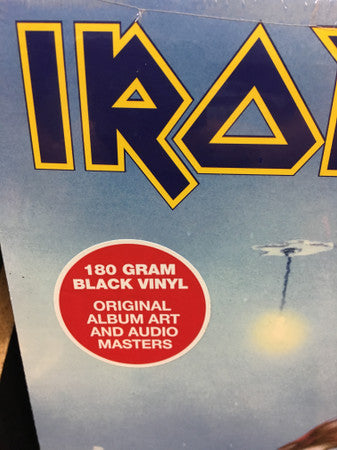 IRO
180 GRAM
BLACK VINYL
ORIGINAL
ALBUM ART
AND AUDIO
MASTERS